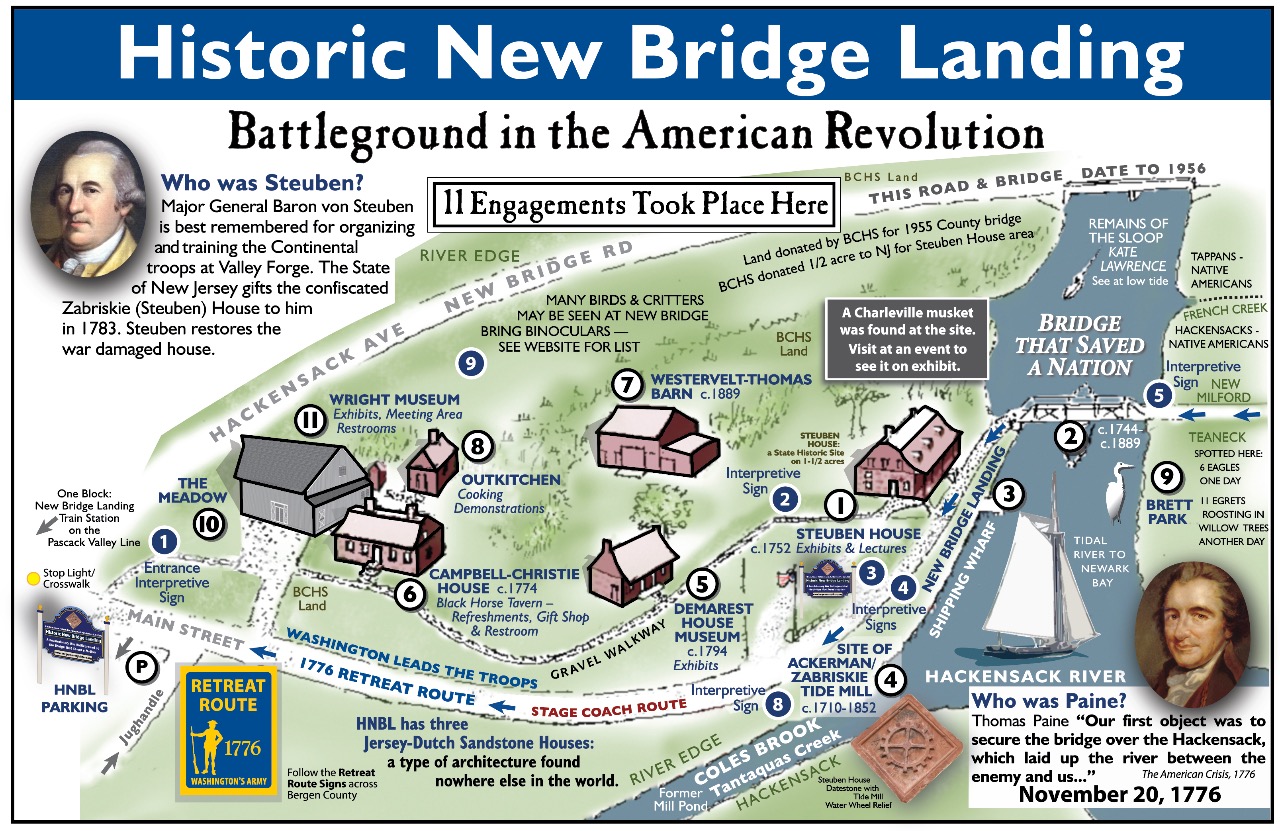 Historic New Bridge Landing
Battleground in the American Revolution
Who was Steuben?
Major General Baron von Steuben
is best remembered for organizing
and training the Continental
troops at Valley Forge. The State
of New Jersey gifts the confiscated
Zabriskie (Steuben) House to him
in 1783. Steuben restores the
war damaged house.
11 Engagements Took Place Here
BCHS Land
THIS ROAD & BRIDGE DATE TO 1956
RIVER EDGE
HACKENSACK AVE NEW BRIDGE RD
Land donated by BCHS for 1955 County bridge
BCHS donated 1/2 acre to NJ for Steuben House area
REMAINS OF
THE SLOOP
KATE
LAWRENCE
See at low tide
TAPPANS -
NATIVE
AMERICANS
FRENCH CREEK
HACKENSACKS -
NATIVE AMERICANS
MANY BIRDS & CRITTERS
MAY BE SEEN AT NEW BRIDGE
BRING BINOCULARS —
SEE WEBSITE FOR LIST
9
BCHS
Land
A Charleville musket
was found at the site.
Visit at an event to
see it on exhibit.
BRIDGE
THAT SAVED
A NATION
Interpretive
Sign
5
NEW
MILFORD
7
WESTERVELT-THOMAS
BARN c.1889
11
WRIGHT MUSEUM
Exhibits, Meeting Area
Restrooms
8
OUTKITCHEN
Cooking
Demonstrations
STEUBEN
HOUSE:
a State Historic Site
on 1-1/2 acres
2
c.1744-
c.1889
TEANECK
SPOTTED HERE:
6 EAGLES
ONE DAY
11 EGRETS
ROOSTING IN
WILLOW TREES
ANOTHER DAY
9
BRETT
PARK
Interpretive
Sign
2
1
STEUBEN HOUSE
c.1752 Exhibits & Lectures
3
NEW BRIDGE LANDING
SHIPPING WHARF
TIDAL
RIVER TO
NEWARK
BAY
THE
MEADOW
10
One Block:
New Bridge Landing
Train Station
on the
Pascack Valley Line
1
Entrance
Interpretive
Sign
Stop Light/
Crosswalk
BCHS
Land
6
CAMPBELL-CHRISTIE
HOUSE c.1774
Black Horse Tavern –
Refreshments, Gift Shop
& Restroom
5
DEMAREST
HOUSE
MUSEUM
c.1794
Exhibits
Historic New Bridge Landing
3
4
Interpretive
Signs
Historic New Bridge Landing
HNBL
PARKING
P
Jughandle
MAIN STREET
WASHINGTON LEADS THE TROOPS
1776 RETREAT ROUTE
GRAVEL WALKWAY
STAGE COACH ROUTE
SITE OF
ACKERMAN/
ZABRISKIE
TIDE MILL
c.1710-1852
4
Interpretive
Sign
8
HACKENSACK RIVER
RETREAT
ROUTE
1776
WASHINGTON'S ARMY
Follow the Retreat
Route Signs across
Bergen County
HNBL has three
Jersey-Dutch Sandstone Houses:
a type of architecture found
nowhere else in the world.
RIVER EDGE
COLES BROOK
Tantaquas Creek
HACKENSACK
Former
Mill Pond
Steuben House
Datestone with
Tide Mill
Water Wheel Relief
Who was Paine?
Thomas Paine "Our first object was to
secure the bridge over the Hackensack,
which laid up the river between the
enemy and us..."
The American Crisis, 1776
November 20, 1776